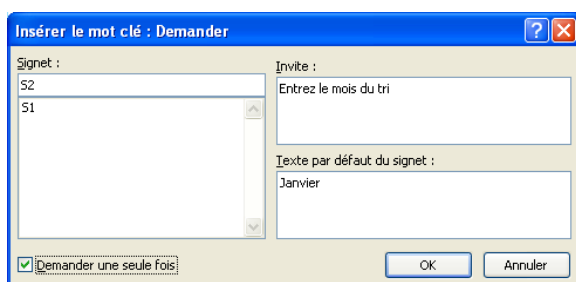 Insérer le mot clé : Demander
Signet :
S2
S1
Invite :
Entrez le mois du tri
Texte par défaut du signet :
Janvier
Demander une seule fois
OK
Annuler